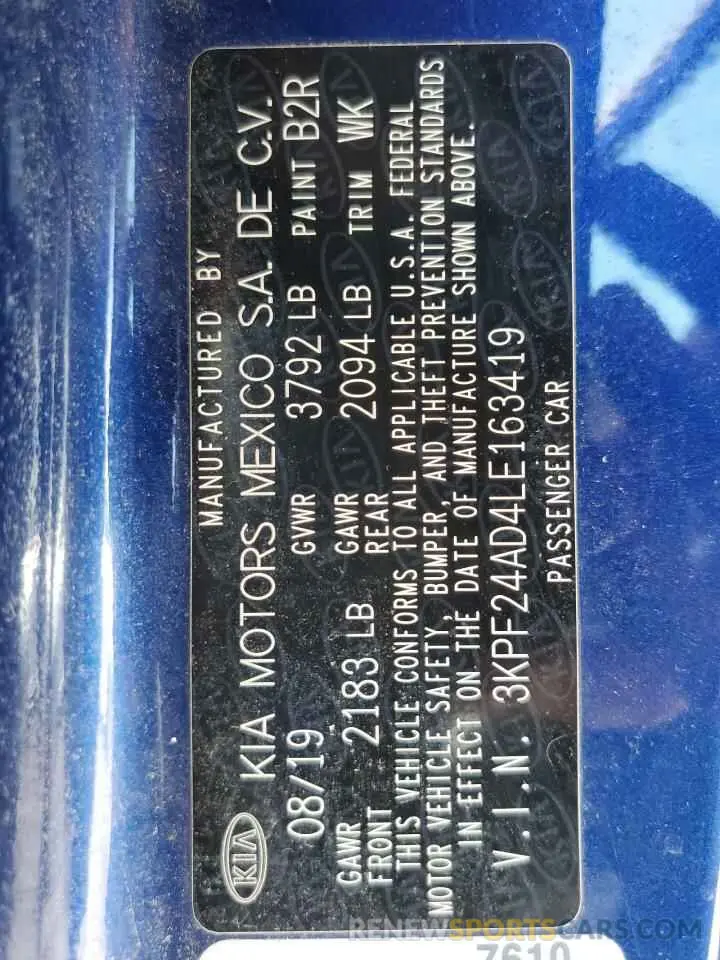 MANUFACTURED BY
KIA KIA MOTORS MEXICO S.A. DE C.V.
08/19 GVWR 3792 LB PAINT B2R
GAWR FRONT 2183 LB GAWR REAR 2094 LB TRIM WK
THIS VEHICLE CONFORMS TO ALL APPLICABLE U.S.A. FEDERAL
MOTOR VEHICLE SAFETY, BUMPER, AND THEFT PREVENTION STANDARDS
IN EFFECT ON THE DATE OF MANUFACTURE SHOWN ABOVE.
V.I.N. 3KPF24AD4LE163419
PASSENGER CAR
RENEWSPORTSCARS.COM
7610